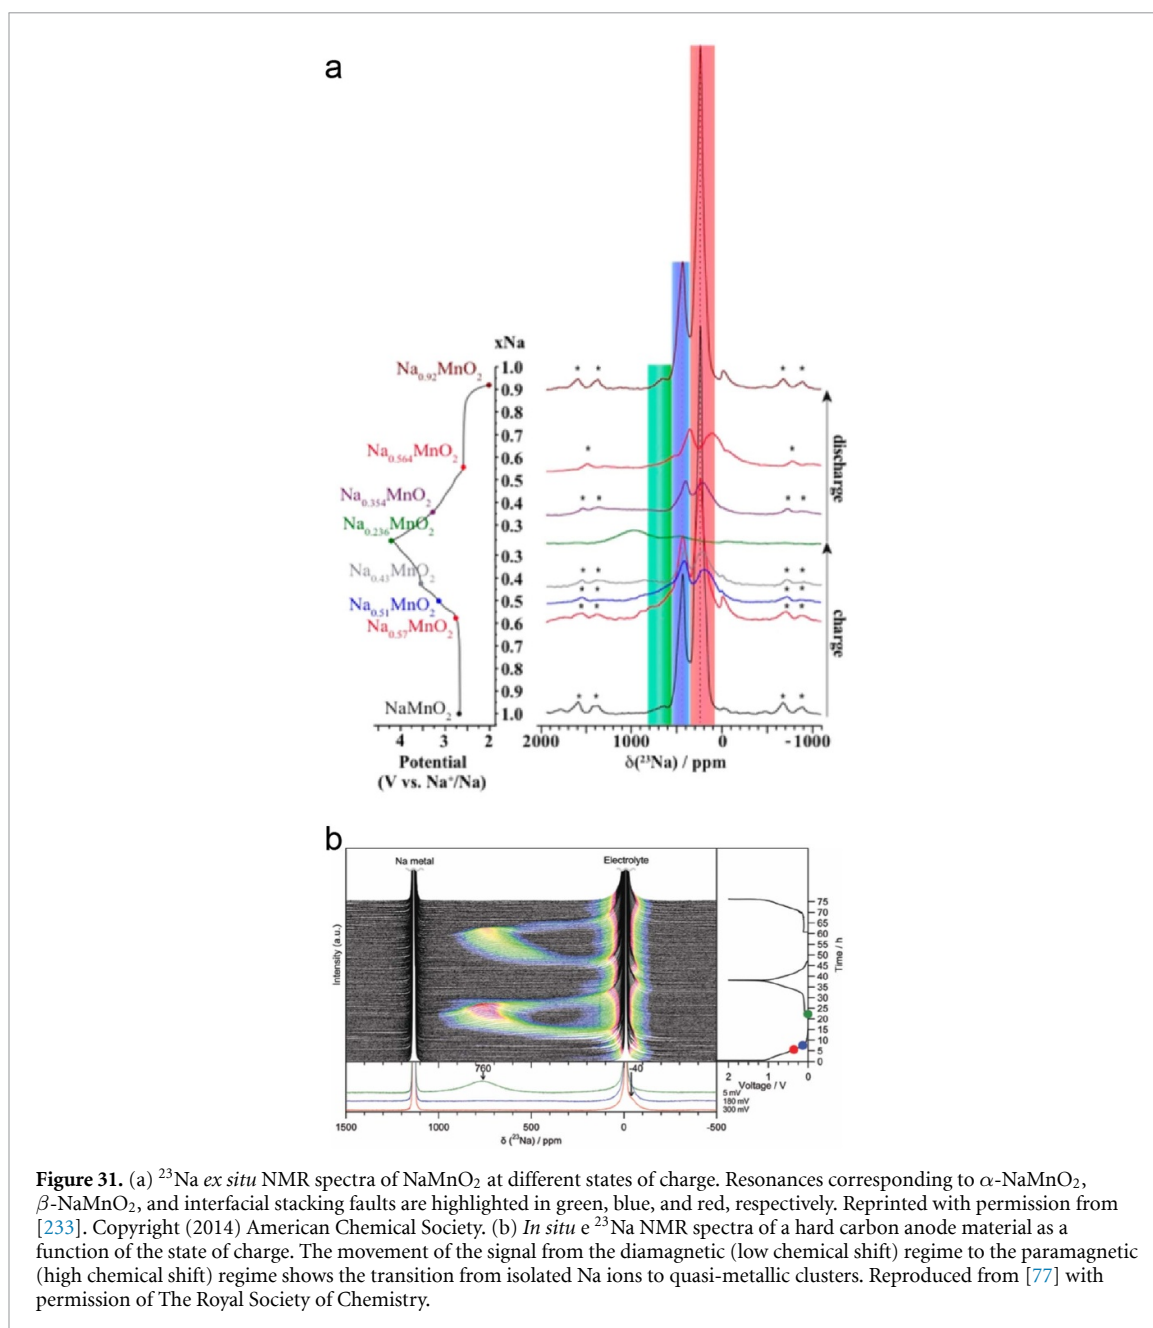 a
xNa
Na0.92MnO2
Na0.564MnO2
Na0.354MnO2
Na0.236MnO2
Na0.43MnO2
Na0.51MnO2
Na0.57MnO2
NaMnO2
1.0
0.9
0.8
0.7
0.6
0.5
0.4
0.3
0.3
0.4
0.5
0.6
0.7
0.8
0.9
1.0
* * * *
* *
* * * *
* * * *
* * * *
* * * *
* * * *
discharge
charge
4 3 2
Potential
(V vs. Na+/Na)
2000 1000 0 -1000
δ(²³Na) / ppm
b
Na metal
Electrolyte
Intensity (a.u.)
760
-40
1500 1000 500 0 -500
δ (²³Na) / ppm
75
70
65
60
55
50
45
40
35
30
25
20
15
10
5
0
Time / h
2 1 0
Voltage / V
5 mV
180 mV
300 mV
Figure 31. (a) ²³Na ex situ NMR spectra of NaMnO2 at different states of charge. Resonances corresponding to α-NaMnO2,
β-NaMnO2, and interfacial stacking faults are highlighted in green, blue, and red, respectively. Reprinted with permission from
[233]. Copyright (2014) American Chemical Society. (b) In situ e ²³Na NMR spectra of a hard carbon anode material as a
function of the state of charge. The movement of the signal from the diamagnetic (low chemical shift) regime to the paramagnetic
(high chemical shift) regime shows the transition from isolated Na ions to quasi-metallic clusters. Reproduced from [77] with
permission of The Royal Society of Chemistry.